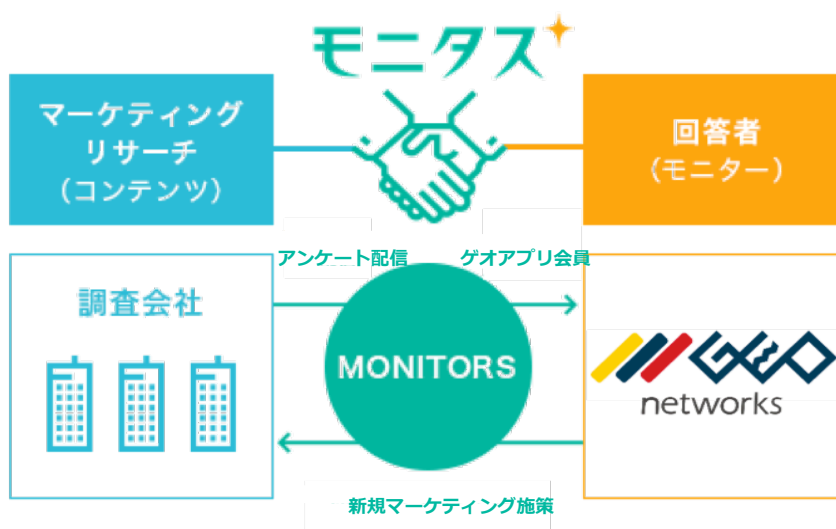 モニタス
マーケティング
リサーチ
（コンテンツ）
回答者
（モニター）
アンケート配信
ゲオアプリ会員
調査会社
MONITORS
GEO
networks
新規マーケティング施策